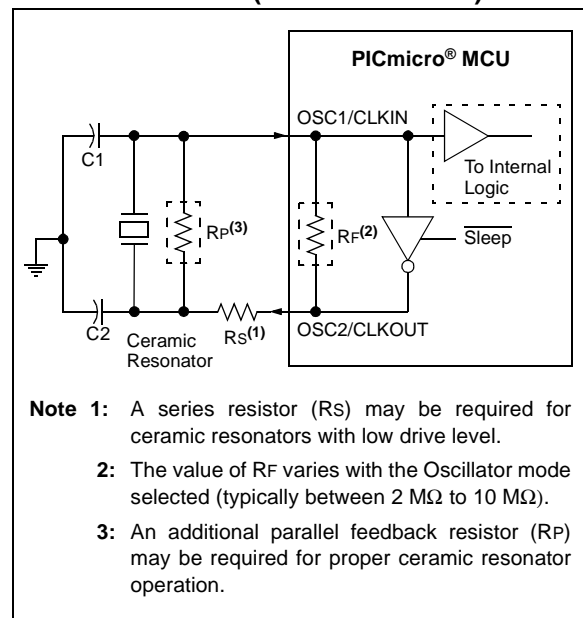 PICmicro® MCU
OSC1/CLKIN
C1
To Internal
Logic
RP(3)
RF(2)
Sleep
C2
Ceramic
Resonator
RS(1)
OSC2/CLKOUT
Note 1: A series resistor (RS) may be required for
ceramic resonators with low drive level.
2: The value of RF varies with the Oscillator mode
selected (typically between 2 MΩ to 10 MΩ).
3: An additional parallel feedback resistor (RP)
may be required for proper ceramic resonator
operation.